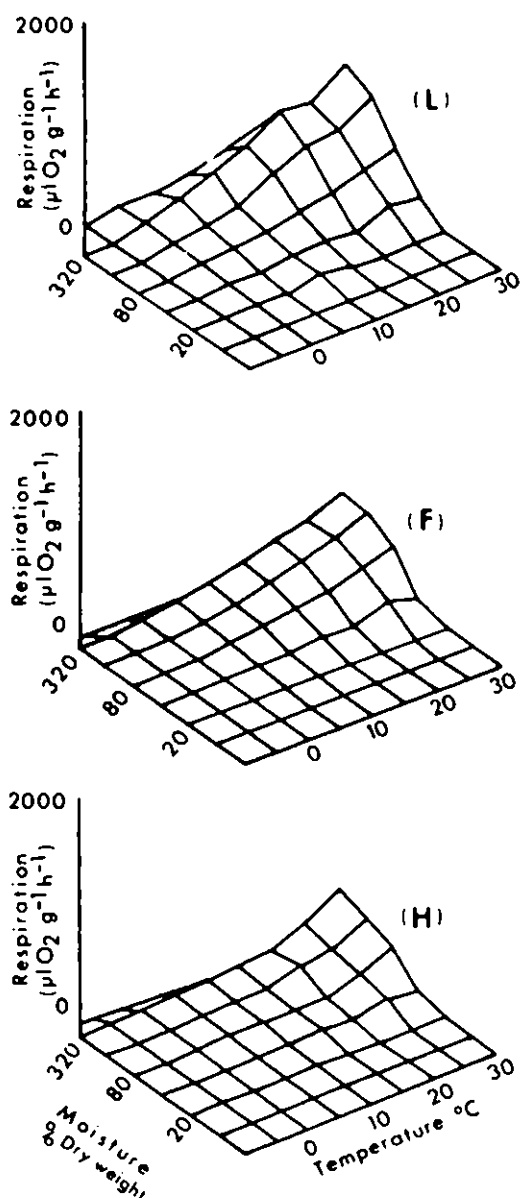 2000
Respiration
(μl O2 g-1 h-1)
0
(L)
320
80
20
0
10
20
30
2000
Respiration
(μl O2 g-1 h-1)
0
(F)
320
80
20
0
10
20
30
2000
Respiration
(μl O2 g-1 h-1)
0
(H)
320
80
20
0
10
20
30
Moisture
% Dry weight
Temperature °C